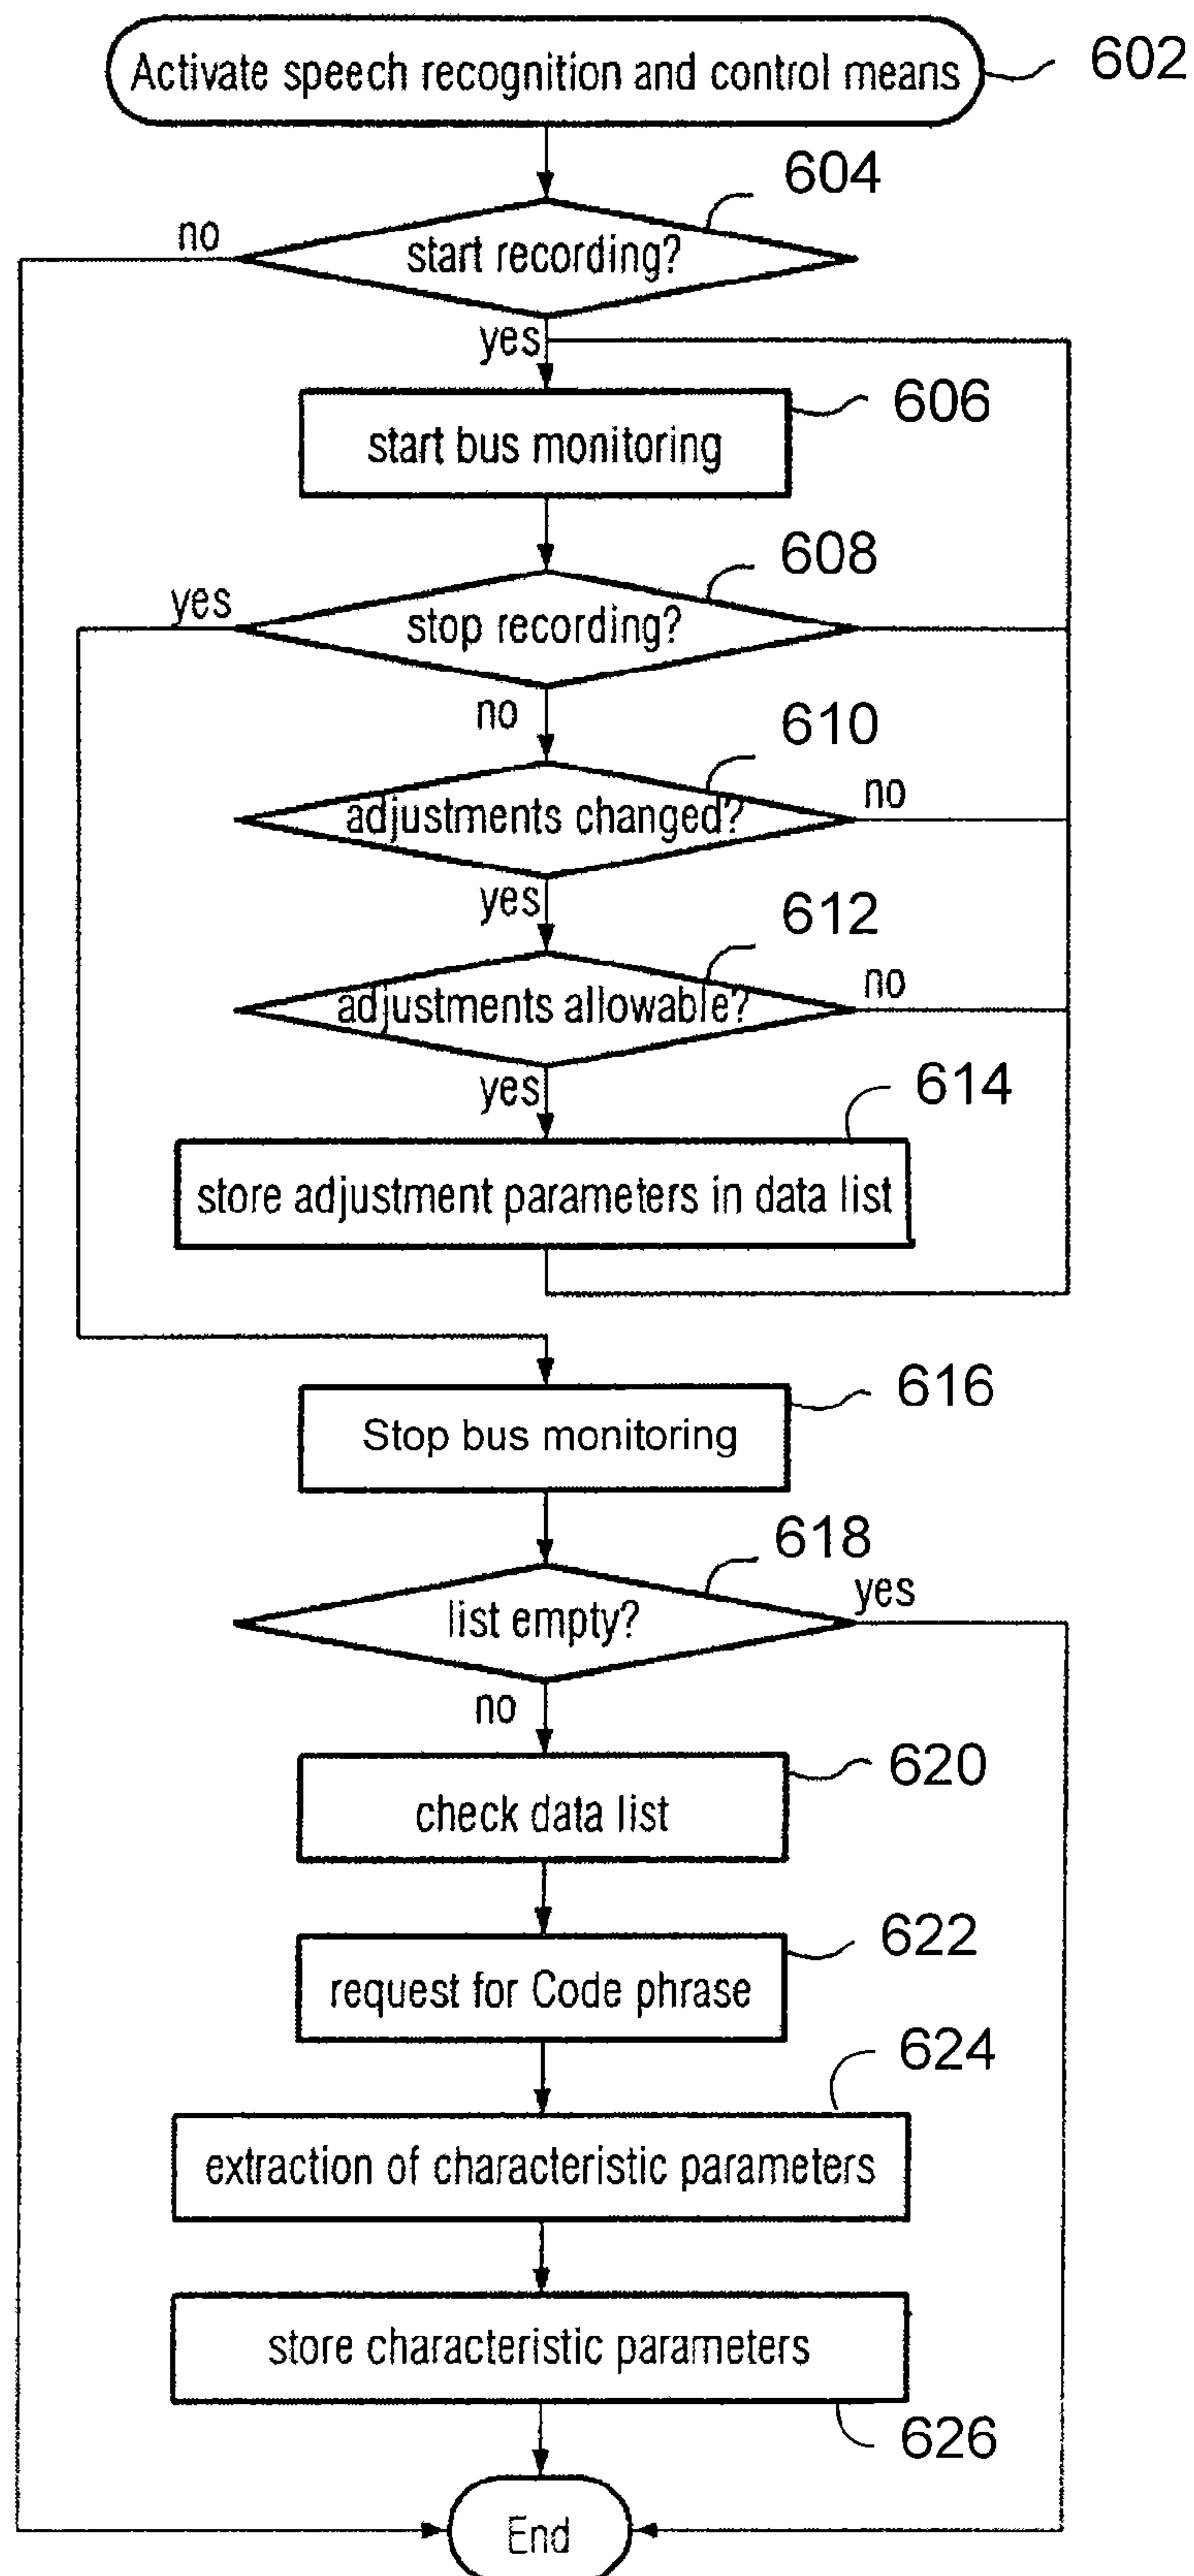 Activate speech recognition and control means
602
604
no
start recording?
yes
606
start bus monitoring
608
yes
stop recording?
no
610
adjustments changed?
no
yes
612
adjustments allowable?
no
yes
614
store adjustment parameters in data list
616
Stop bus monitoring
618
yes
list empty?
no
620
check data list
622
request for Code phrase
624
extraction of characteristic parameters
store characteristic parameters
626
End